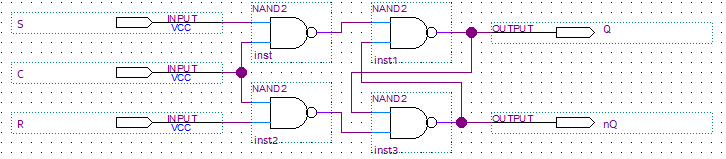 NAND2
NAND2
S
INPUT
VCC
OUTPUT
Q
inst
inst1
C
INPUT
VCC
NAND2
NAND2
R
INPUT
VCC
OUTPUT
nQ
inst2
inst3